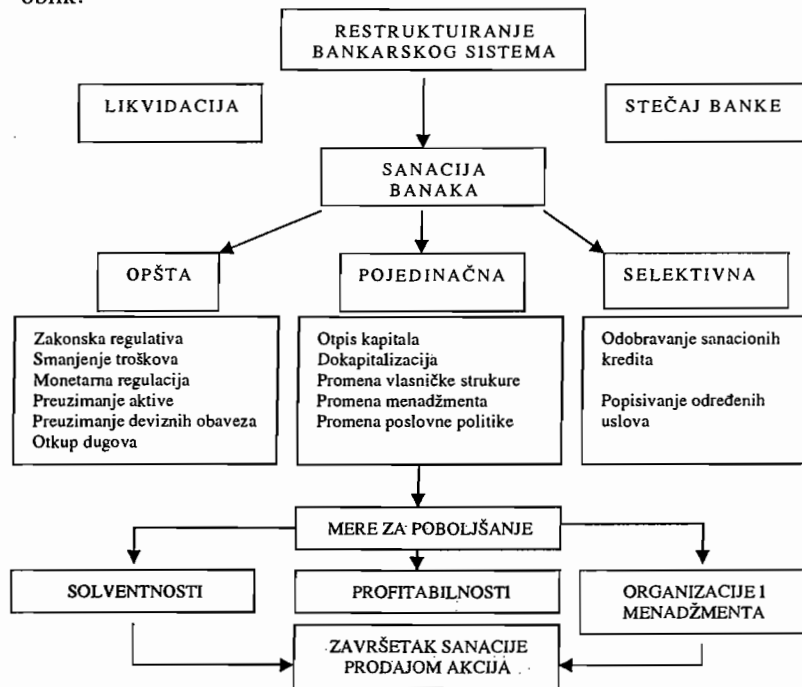 oblik:
RESTRUKTUIRANJE
BANKARSKOG SISTEMA
LIKVIDACIJA
STEČAJ BANKE
SANACIJA
BANAKA
OPŠTA
POJEDINAČNA
SELEKTIVNA
Zakonska regulativa
Smanjenje troškova
Monetarna regulacija
Preuzimanje aktive
Preuzimanje deviznih obaveza
Otkup dugova
Otpis kapitala
Dokapitalizacija
Promena vlasničke strukure
Promena menadžmenta
Promena poslovne politike
Odobravanje sanacionih
kredita
Popisivanje određenih
uslova
MERE ZA POBOLJŠANJE
SOLVENTNOSTI
PROFITABILNOSTI
ORGANIZACIJE I
MENADŽMENTA
ZAVRŠETAK SANACIJE
PRODAJOM AKCIJA